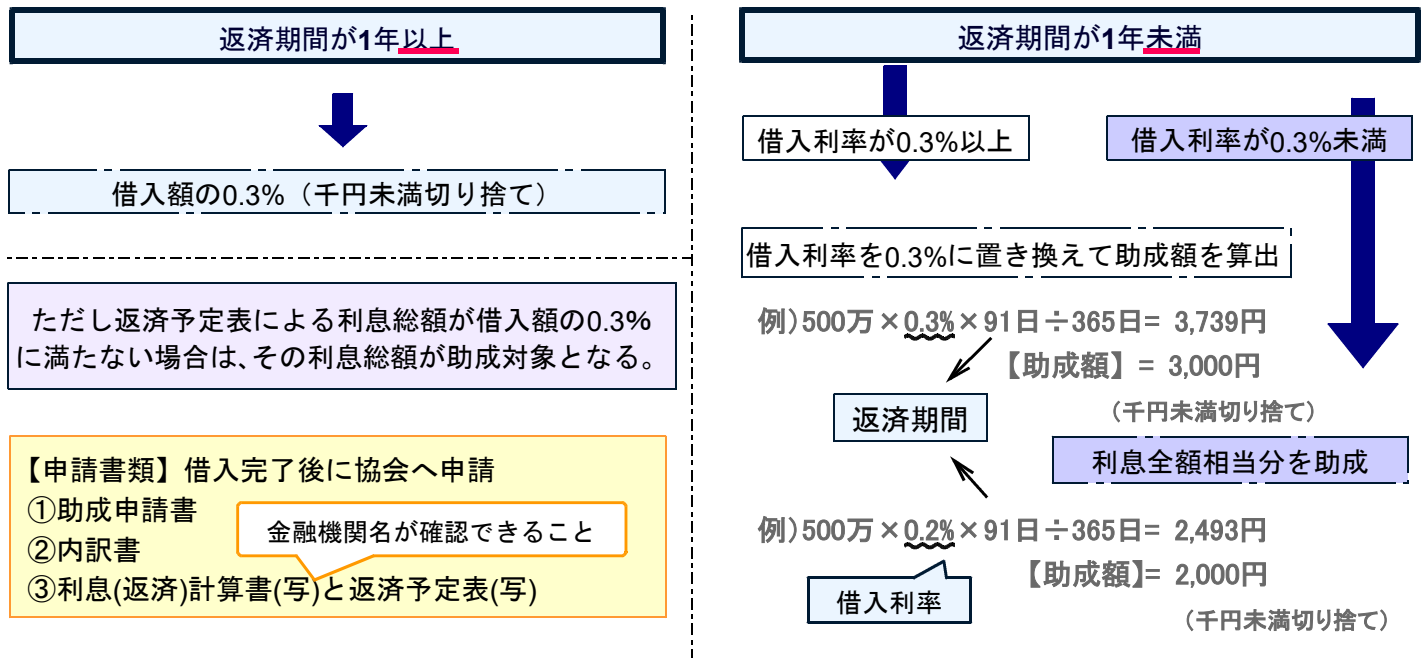 返済期間が1年以上
借入額の0.3%（千円未満切り捨て）
ただし返済予定表による利息総額が借入額の0.3%
に満たない場合は、その利息総額が助成対象となる。
【申請書類】借入完了後に協会へ申請
①助成申請書
②内訳書
金融機関名が確認できること
③利息(返済)計算書(写)と返済予定表(写)
返済期間が1年未満
借入利率が0.3%以上
借入利率が0.3%未満
借入利率を0.3%に置き換えて助成額を算出
例）500万×0.3%×91日÷365日= 3,739円
【助成額】= 3,000円
（千円未満切り捨て）
返済期間
利息全額相当分を助成
例）500万×0.2%×91日÷365日= 2,493円
【助成額】= 2,000円
借入利率
（千円未満切り捨て）